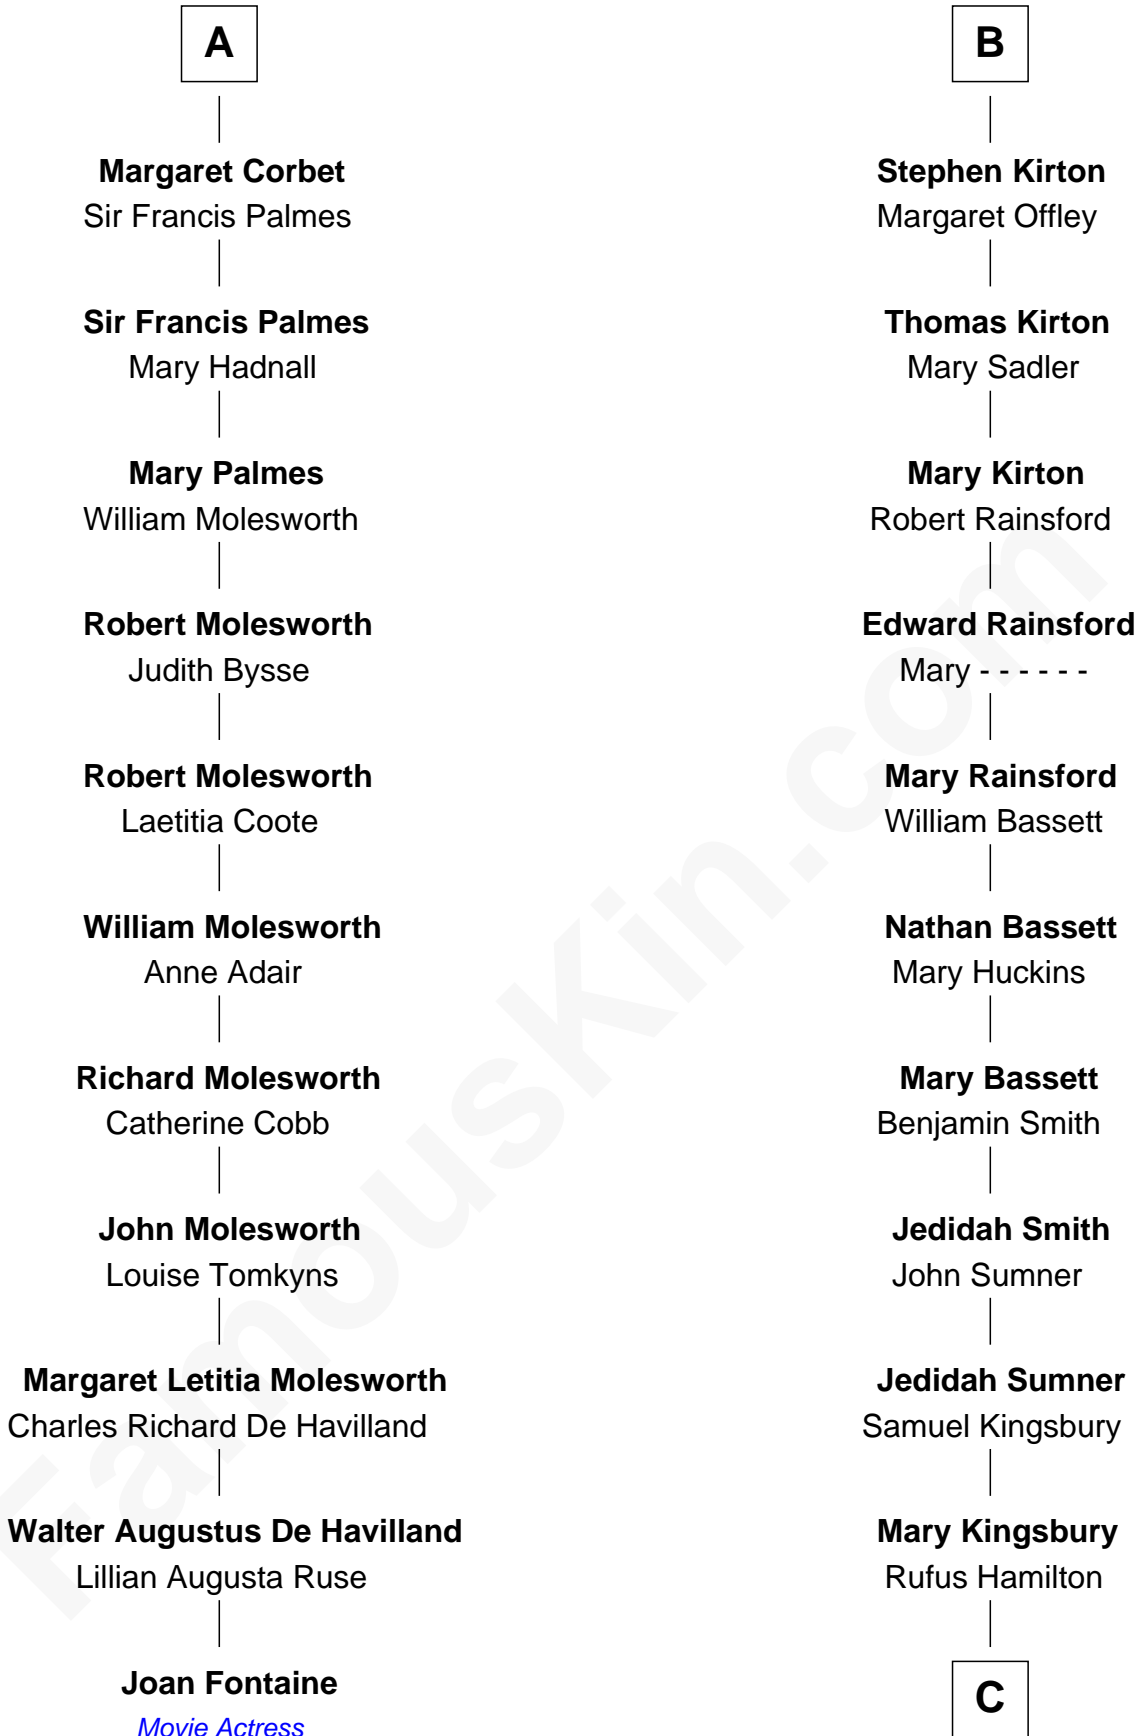 A
Margaret Corbet
Sir Francis Palmes
Sir Francis Palmes
Mary Hadnall
Mary Palmes
William Molesworth
Robert Molesworth
Judith Bysse
Robert Molesworth
Laetitia Coote
William Molesworth
Anne Adair
Richard Molesworth
Catherine Cobb
John Molesworth
Louise Tomkyns
Margaret Letitia Molesworth
Charles Richard De Havilland
Walter Augustus De Havilland
Lillian Augusta Ruse
Joan Fontaine
Movie Actress
B
Stephen Kirton
Margaret Offley
Thomas Kirton
Mary Sadler
Mary Kirton
Robert Rainsford
Edward Rainsford
Mary - - - - - -
Mary Rainsford
William Bassett
Nathan Bassett
Mary Huckins
Mary Bassett
Benjamin Smith
Jedidah Smith
John Sumner
Jedidah Sumner
Samuel Kingsbury
Mary Kingsbury
Rufus Hamilton
C
FamousKin.com